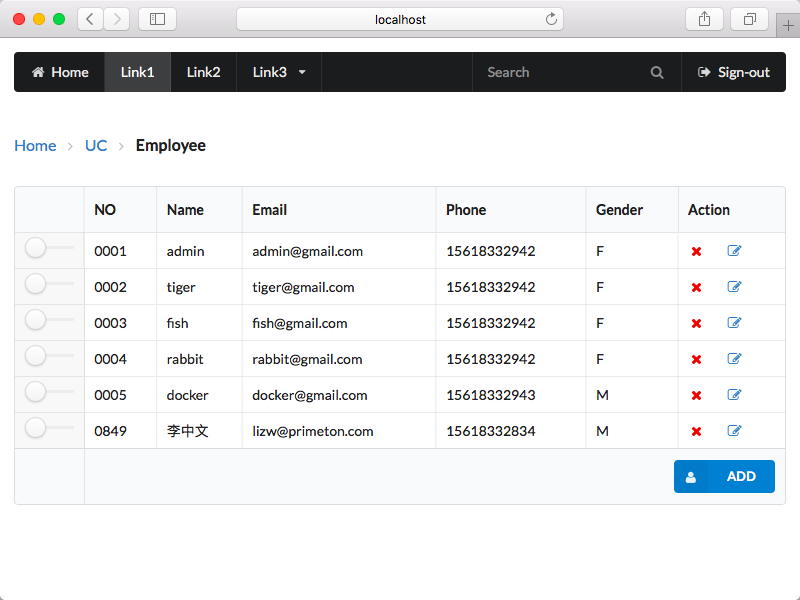 localhost
Home Link1 Link2 Link3 Search Sign-out
Home UC Employee
NO Name Email Phone Gender Action
0001 admin admin@gmail.com 15618332942 F
0002 tiger tiger@gmail.com 15618332942 F
0003 fish fish@gmail.com 15618332942 F
0004 rabbit rabbit@gmail.com 15618332942 F
0005 docker docker@gmail.com 15618332943 M
0849 李中文 lizw@primeton.com 15618332834 M
ADD